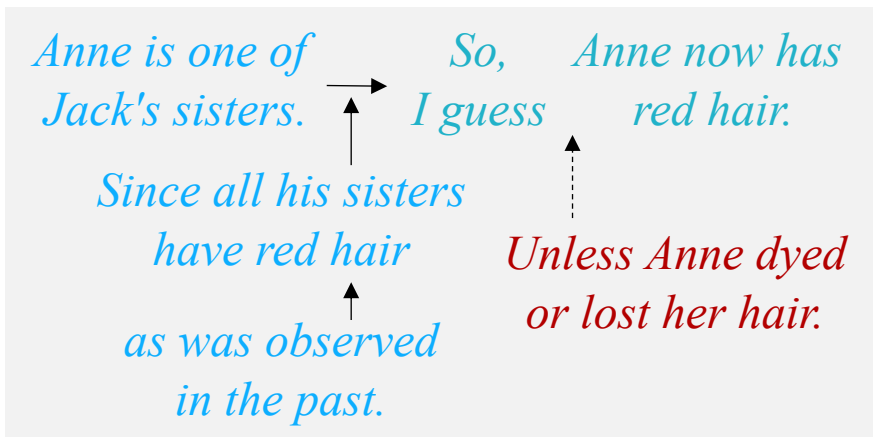 Anne is one of
Jack's sisters.
So,
I guess
Anne now has
red hair.
Since all his sisters
have red hair
as was observed
in the past.
Unless Anne dyed
or lost her hair.